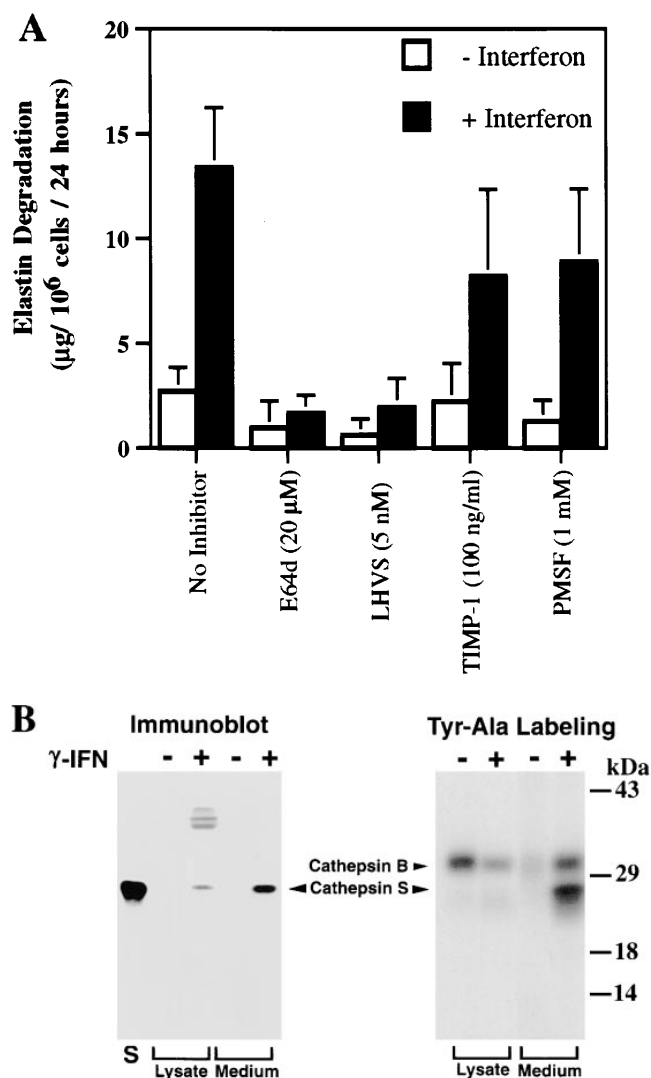 A
20
15
10
5
0
Elastin Degradation
(μg/ 10⁶ cells / 24 hours)
- Interferon
+ Interferon
No Inhibitor
E64d (20 μM)
LHVS (5 nM)
TIMP-1 (100 ng/ml)
PMSF (1 mM)
B
Immunoblot
Tyr-Ala Labeling
γ-IFN - + - +
- + - + kDa
43
Cathepsin B
29
Cathepsin S
18
14
S
Lysate Medium
Lysate Medium